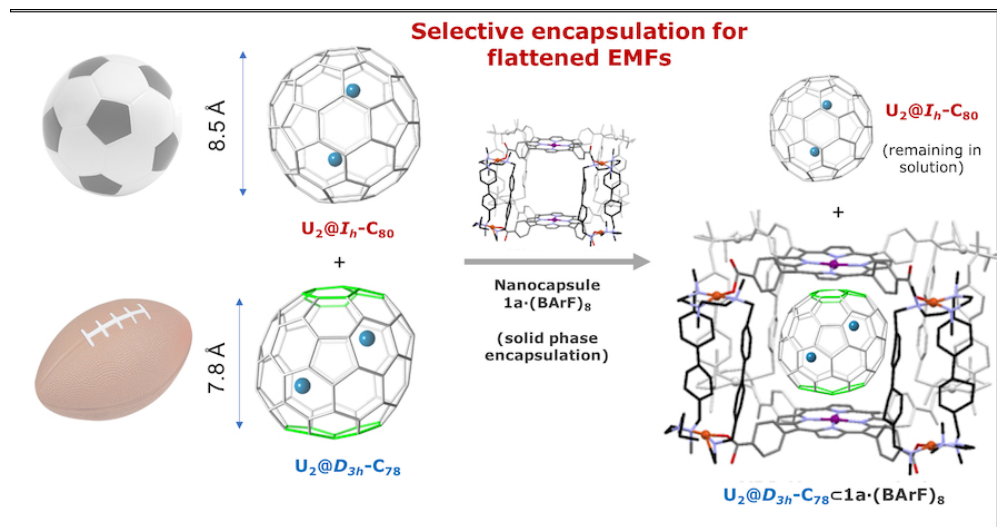 Selective encapsulation for
flattened EMFs
8.5 Å
U₂@Iₕ-C₈₀
+
7.8 Å
U₂@D₃ₕ-C₇₈
Nanocapsule
1a·(BArF)₈
(solid phase
encapsulation)
U₂@Iₕ-C₈₀
(remaining in
solution)
+
U₂@D₃ₕ-C₇₈⊂1a·(BArF)₈